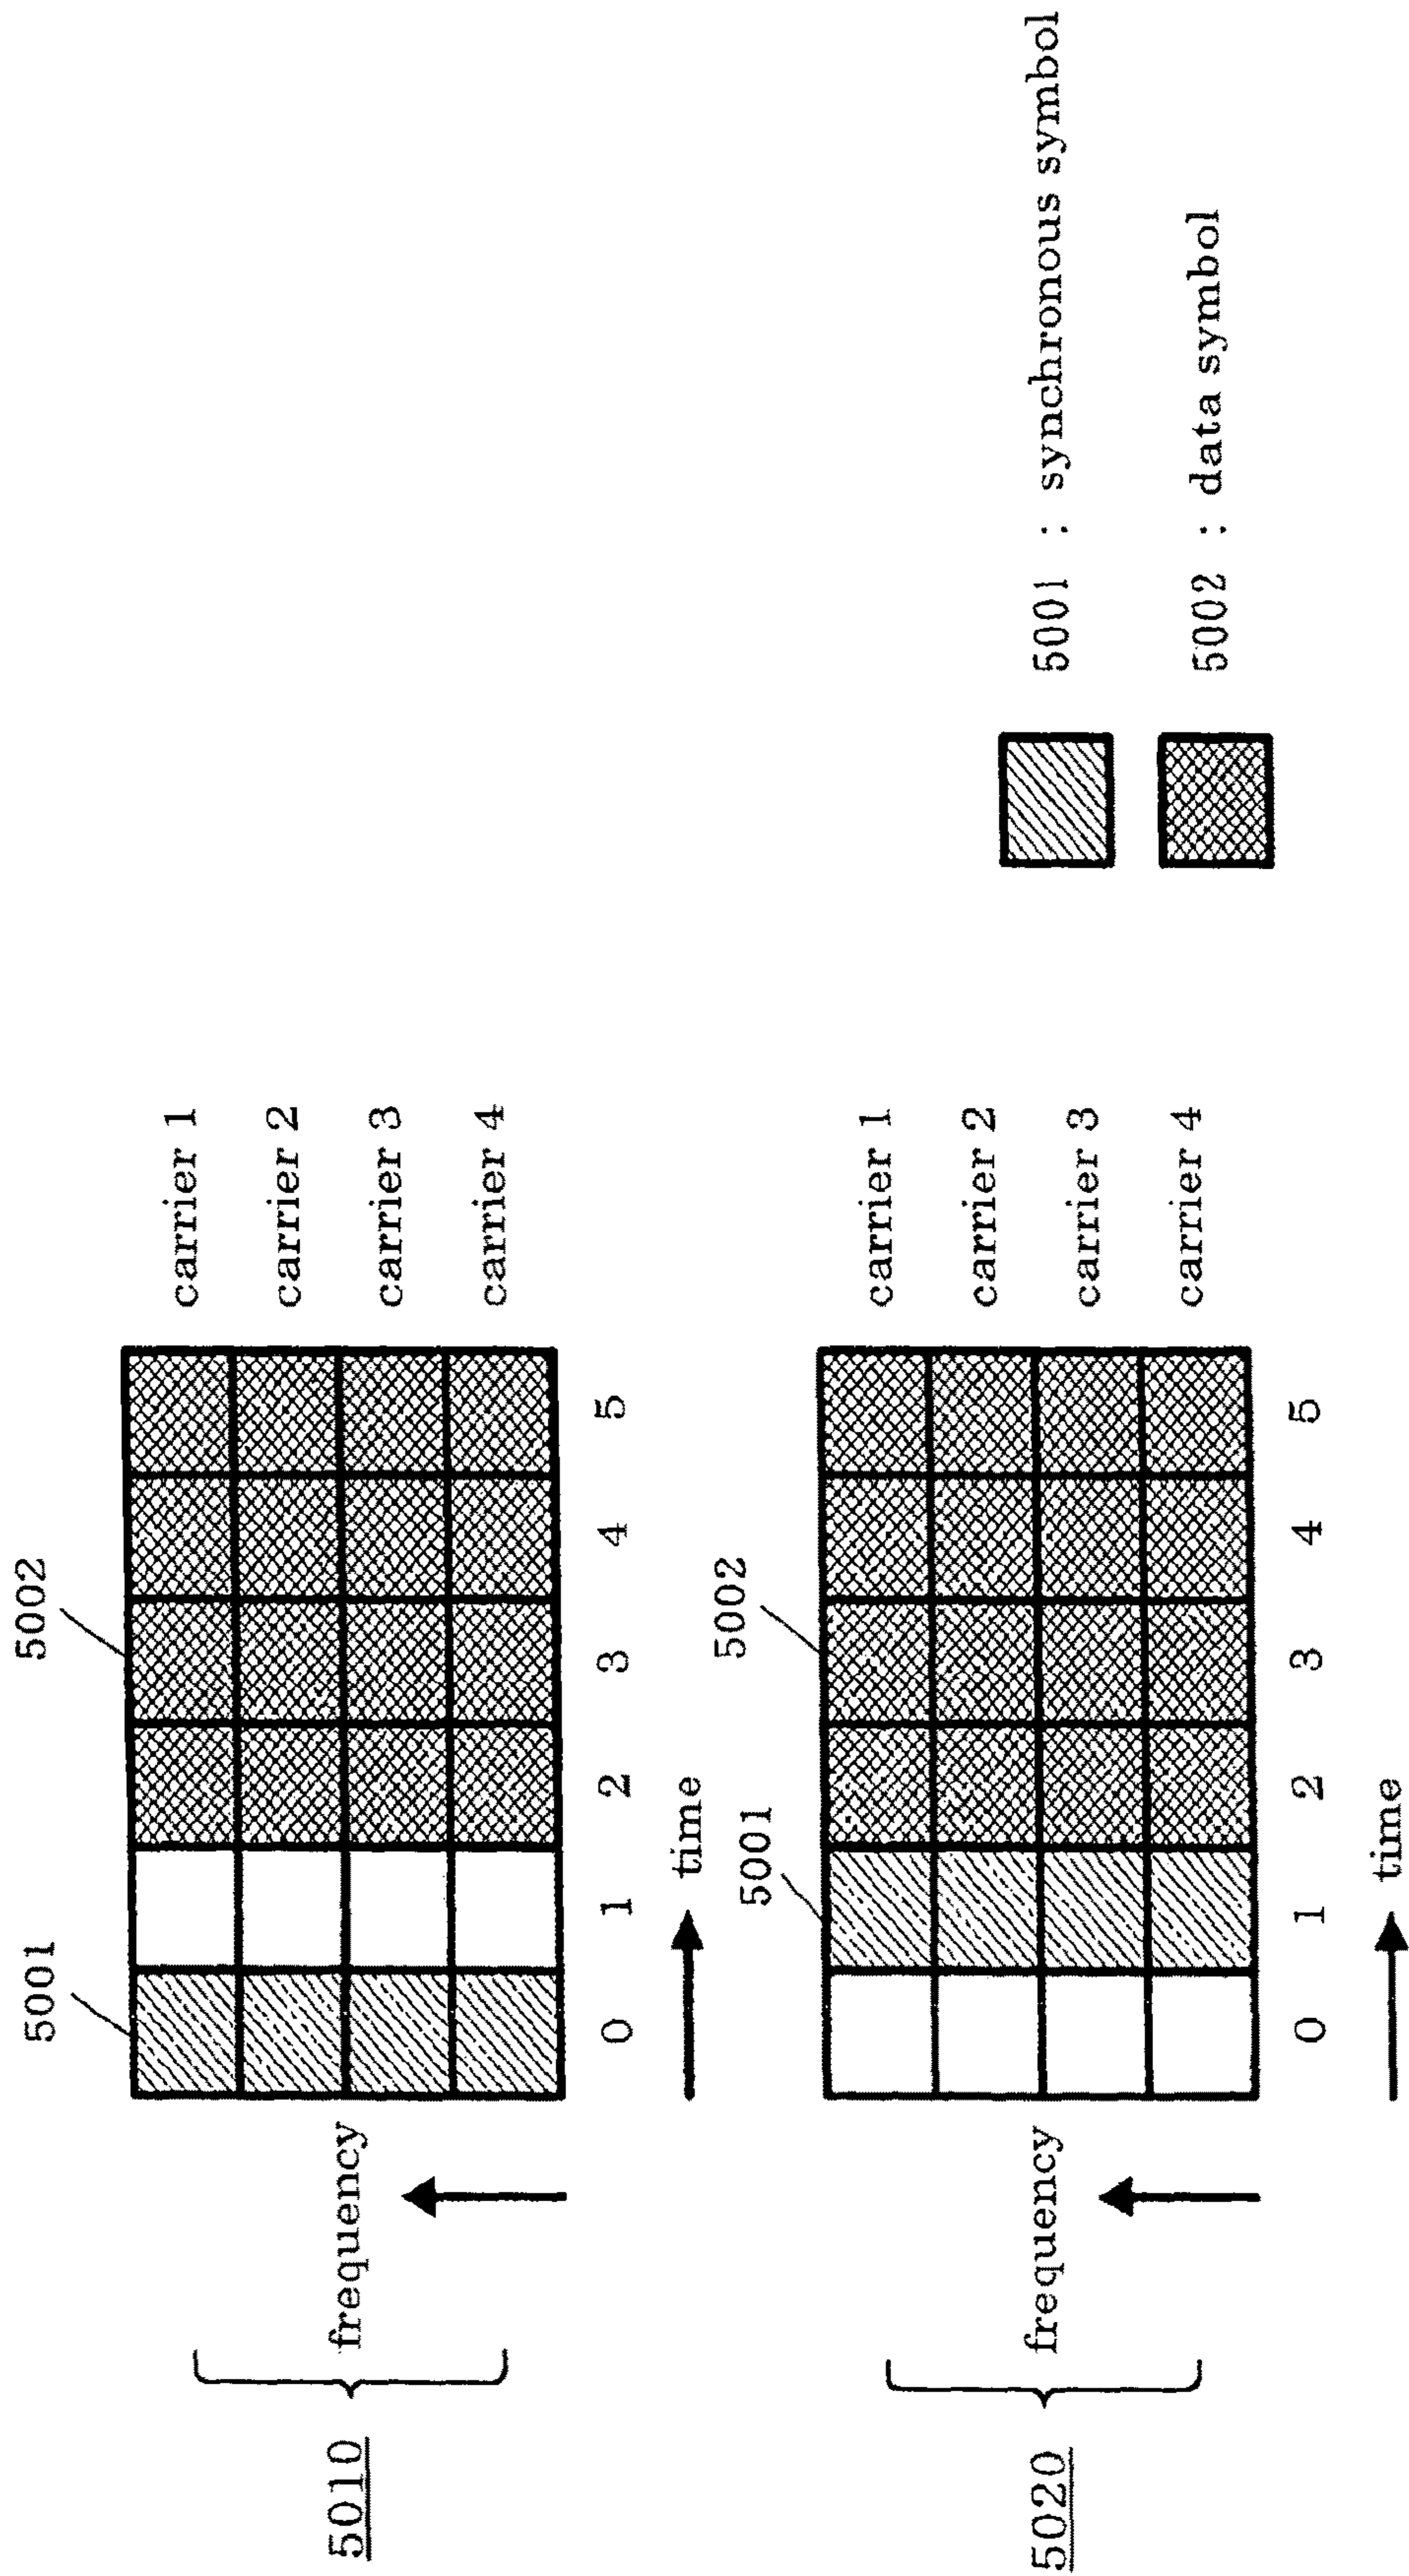 5010
frequency
5001
5002
carrier 1
carrier 2
carrier 3
carrier 4
0 1 2 3 4 5
time
5020
frequency
5001
5002
carrier 1
carrier 2
carrier 3
carrier 4
0 1 2 3 4 5
time
5001 : synchronous symbol
5002 : data symbol